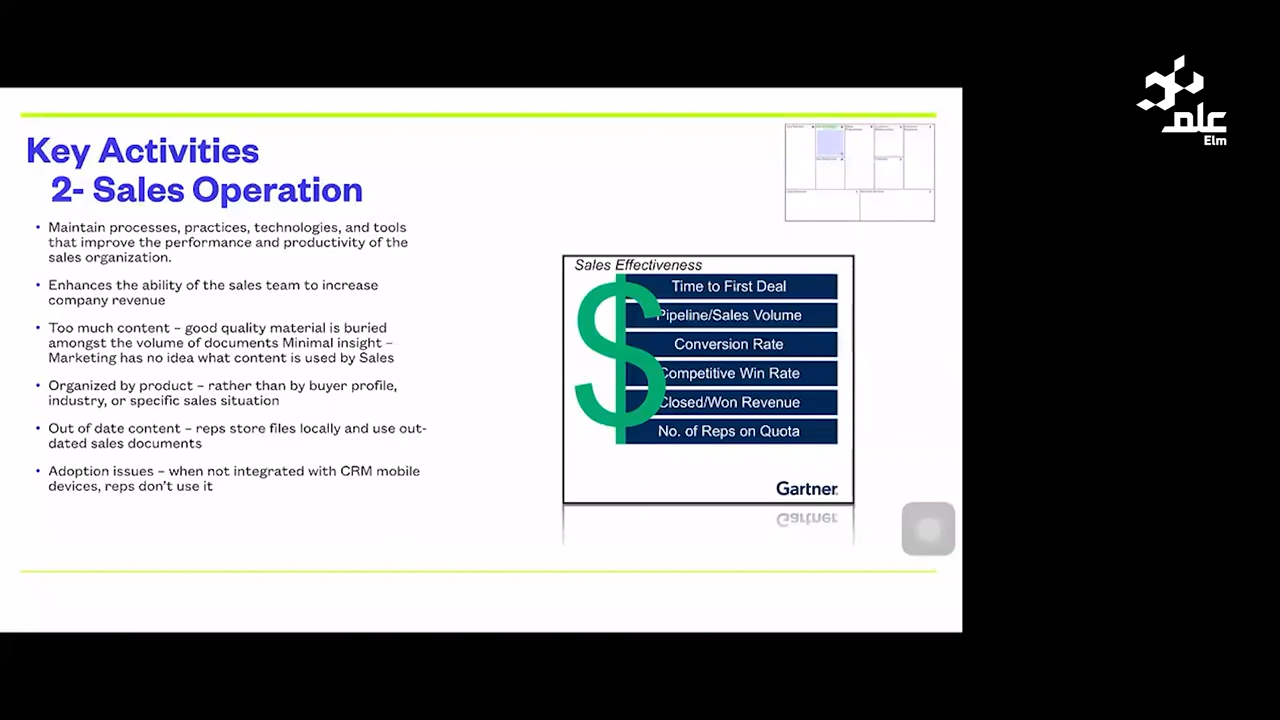 علم
Elm
Key Activities
2- Sales Operation
• Maintain processes, practices, technologies, and tools
that improve the performance and productivity of the
sales organization.
• Enhances the ability of the sales team to increase
company revenue
• Too much content – good quality material is buried
amongst the volume of documents Minimal insight –
Marketing has no idea what content is used by Sales
• Organized by product – rather than by buyer profile,
industry, or specific sales situation
• Out of date content – reps store files locally and use out-
dated sales documents
• Adoption issues – when not integrated with CRM mobile
devices, reps don't use it
Sales Effectiveness
$
Time to First Deal
Pipeline/Sales Volume
Conversion Rate
Competitive Win Rate
Closed/Won Revenue
No. of Reps on Quota
Gartner